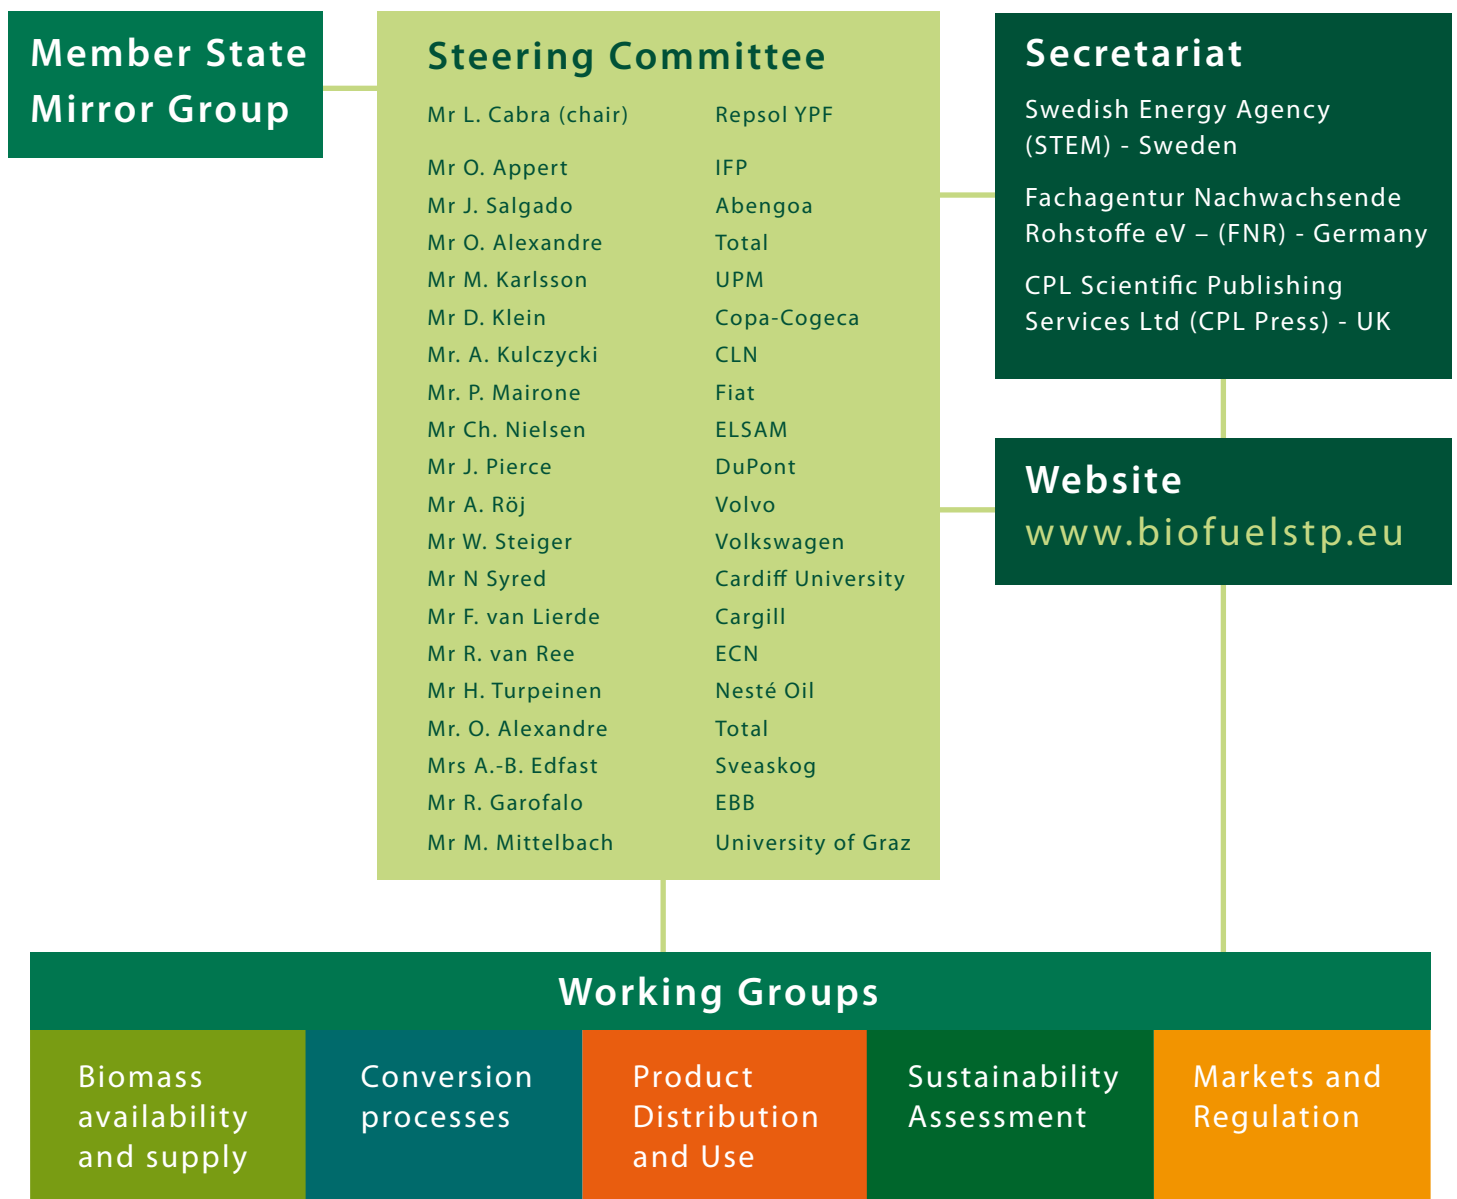 Member State
Mirror Group
Steering Committee
Mr L. Cabra (chair) Repsol YPF
Mr O. Appert IFP
Mr J. Salgado Abengoa
Mr O. Alexandre Total
Mr M. Karlsson UPM
Mr D. Klein Copa-Cogeca
Mr. A. Kulczycki CLN
Mr. P. Mairone Fiat
Mr Ch. Nielsen ELSAM
Mr J. Pierce DuPont
Mr A. Röj Volvo
Mr W. Steiger Volkswagen
Mr N Syred Cardiff University
Mr F. van Lierde Cargill
Mr R. van Ree ECN
Mr H. Turpeinen Nesté Oil
Mr. O. Alexandre Total
Mrs A.-B. Edfast Sveaskog
Mr R. Garofalo EBB
Mr M. Mittelbach University of Graz
Secretariat
Swedish Energy Agency
(STEM) - Sweden
Fachagentur Nachwachsende
Rohstoffe eV – (FNR) - Germany
CPL Scientific Publishing
Services Ltd (CPL Press) - UK
Website
www.biofuelstp.eu
Working Groups
Biomass
availability
and supply
Conversion
processes
Product
Distribution
and Use
Sustainability
Assessment
Markets and
Regulation